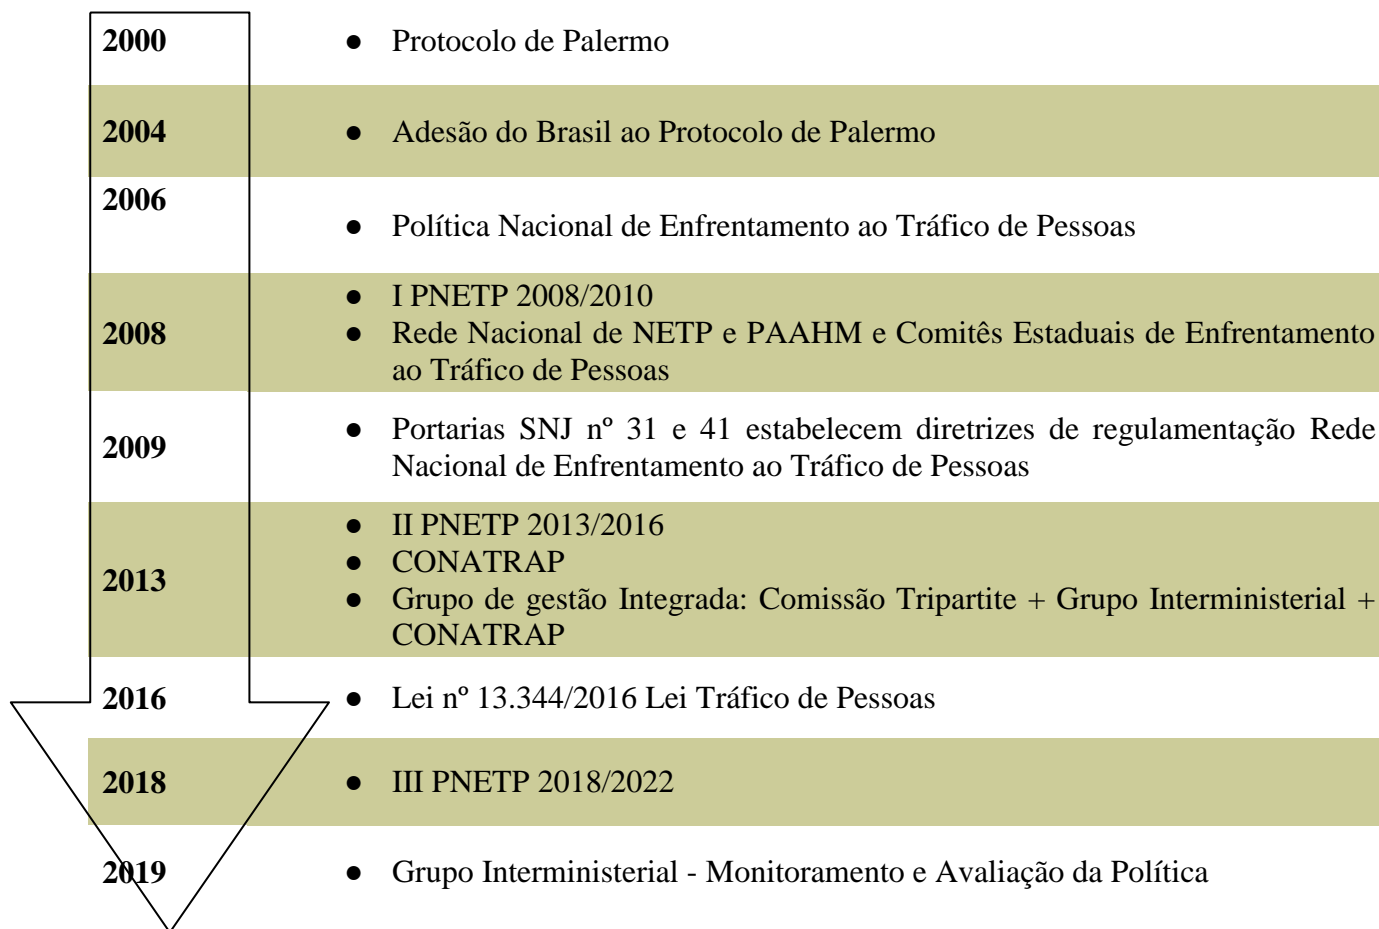 2000 ● Protocolo de Palermo
2004 ● Adesão do Brasil ao Protocolo de Palermo
2006
● Política Nacional de Enfrentamento ao Tráfico de Pessoas
● I PNETP 2008/2010
2008 ● Rede Nacional de NETP e PAAHM e Comitês Estaduais de Enfrentamento
ao Tráfico de Pessoas
2009 ● Portarias SNJ nº 31 e 41 estabelecem diretrizes de regulamentação Rede
Nacional de Enfrentamento ao Tráfico de Pessoas
● II PNETP 2013/2016
● CONATRAP
2013 ● Grupo de gestão Integrada: Comissão Tripartite + Grupo Interministerial +
CONATRAP
2016 ● Lei nº 13.344/2016 Lei Tráfico de Pessoas
2018 ● III PNETP 2018/2022
2019 ● Grupo Interministerial - Monitoramento e Avaliação da Política